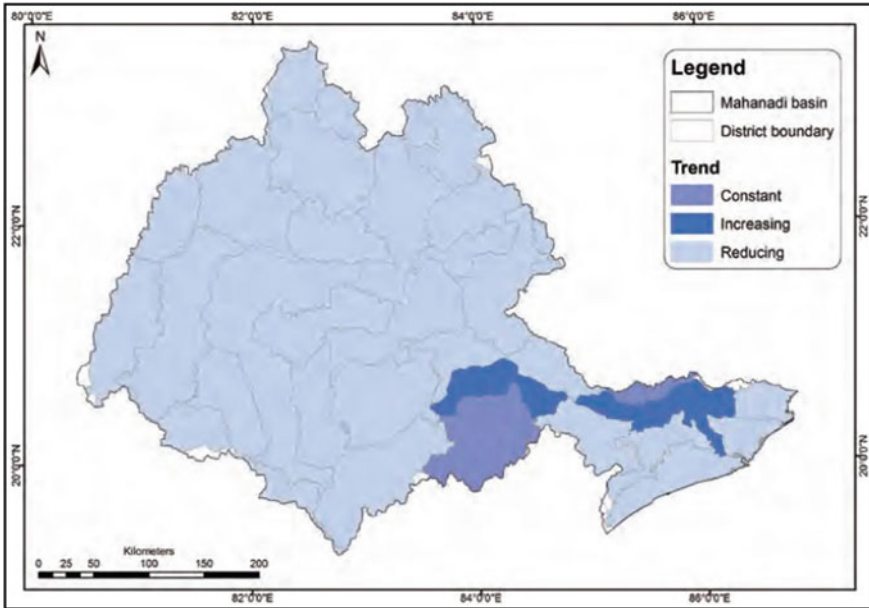 80°0'0"E 82°0'0"E 84°0'0"E 86°0'0"E
N
Legend
Mahanadi basin
District boundary
Trend
Constant
Increasing
Reducing
22°0'0"N 22°0'0"N
20°0'0"N 20°0'0"N
Kilometers
0 25 50 100 150 200
82°0'0"E 84°0'0"E 86°0'0"E